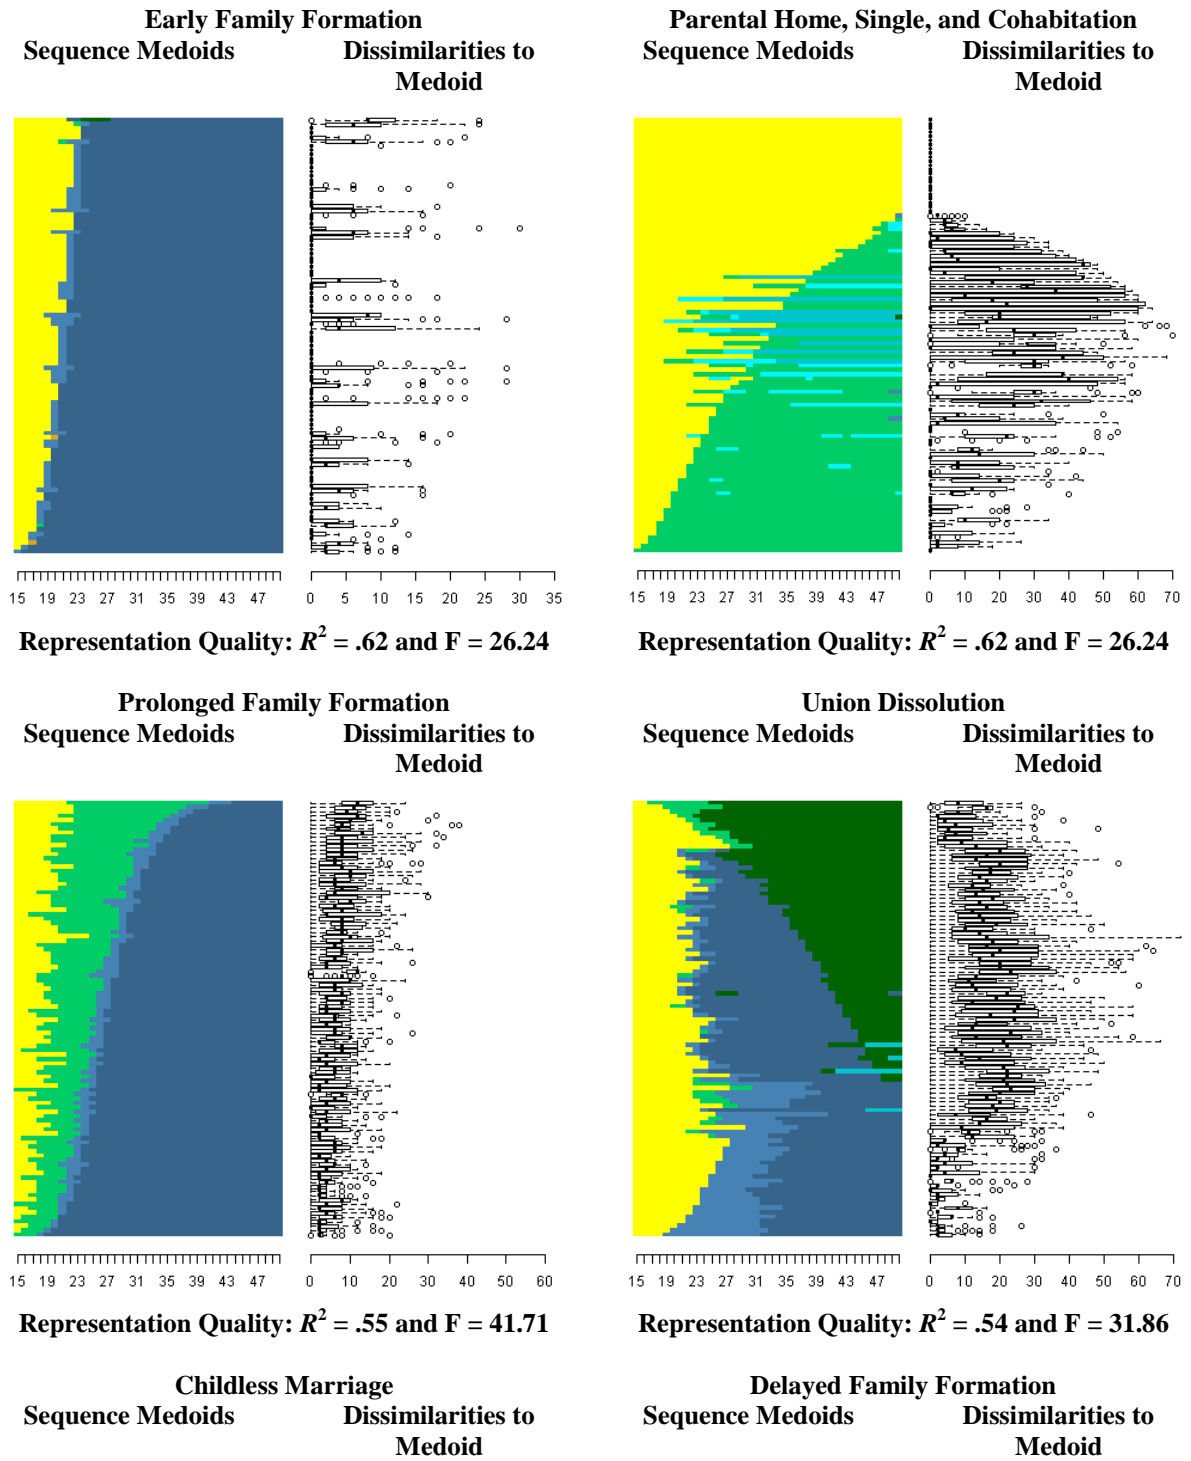 Early Family Formation
Sequence Medoids Dissimilarities to
Medoid
15 19 23 27 31 35 39 43 47
0 5 10 15 20 25 30 35
Representation Quality: R² = .62 and F = 26.24
Parental Home, Single, and Cohabitation
Sequence Medoids Dissimilarities to
Medoid
15 19 23 27 31 35 39 43 47
0 10 20 30 40 50 60 70
Representation Quality: R² = .62 and F = 26.24
Prolonged Family Formation
Sequence Medoids Dissimilarities to
Medoid
15 19 23 27 31 35 39 43 47
0 10 20 30 40 50 60
Representation Quality: R² = .55 and F = 41.71
Union Dissolution
Sequence Medoids Dissimilarities to
Medoid
15 19 23 27 31 35 39 43 47
0 10 20 30 40 50 60 70
Representation Quality: R² = .54 and F = 31.86
Childless Marriage
Sequence Medoids Dissimilarities to
Medoid
Delayed Family Formation
Sequence Medoids Dissimilarities to
Medoid